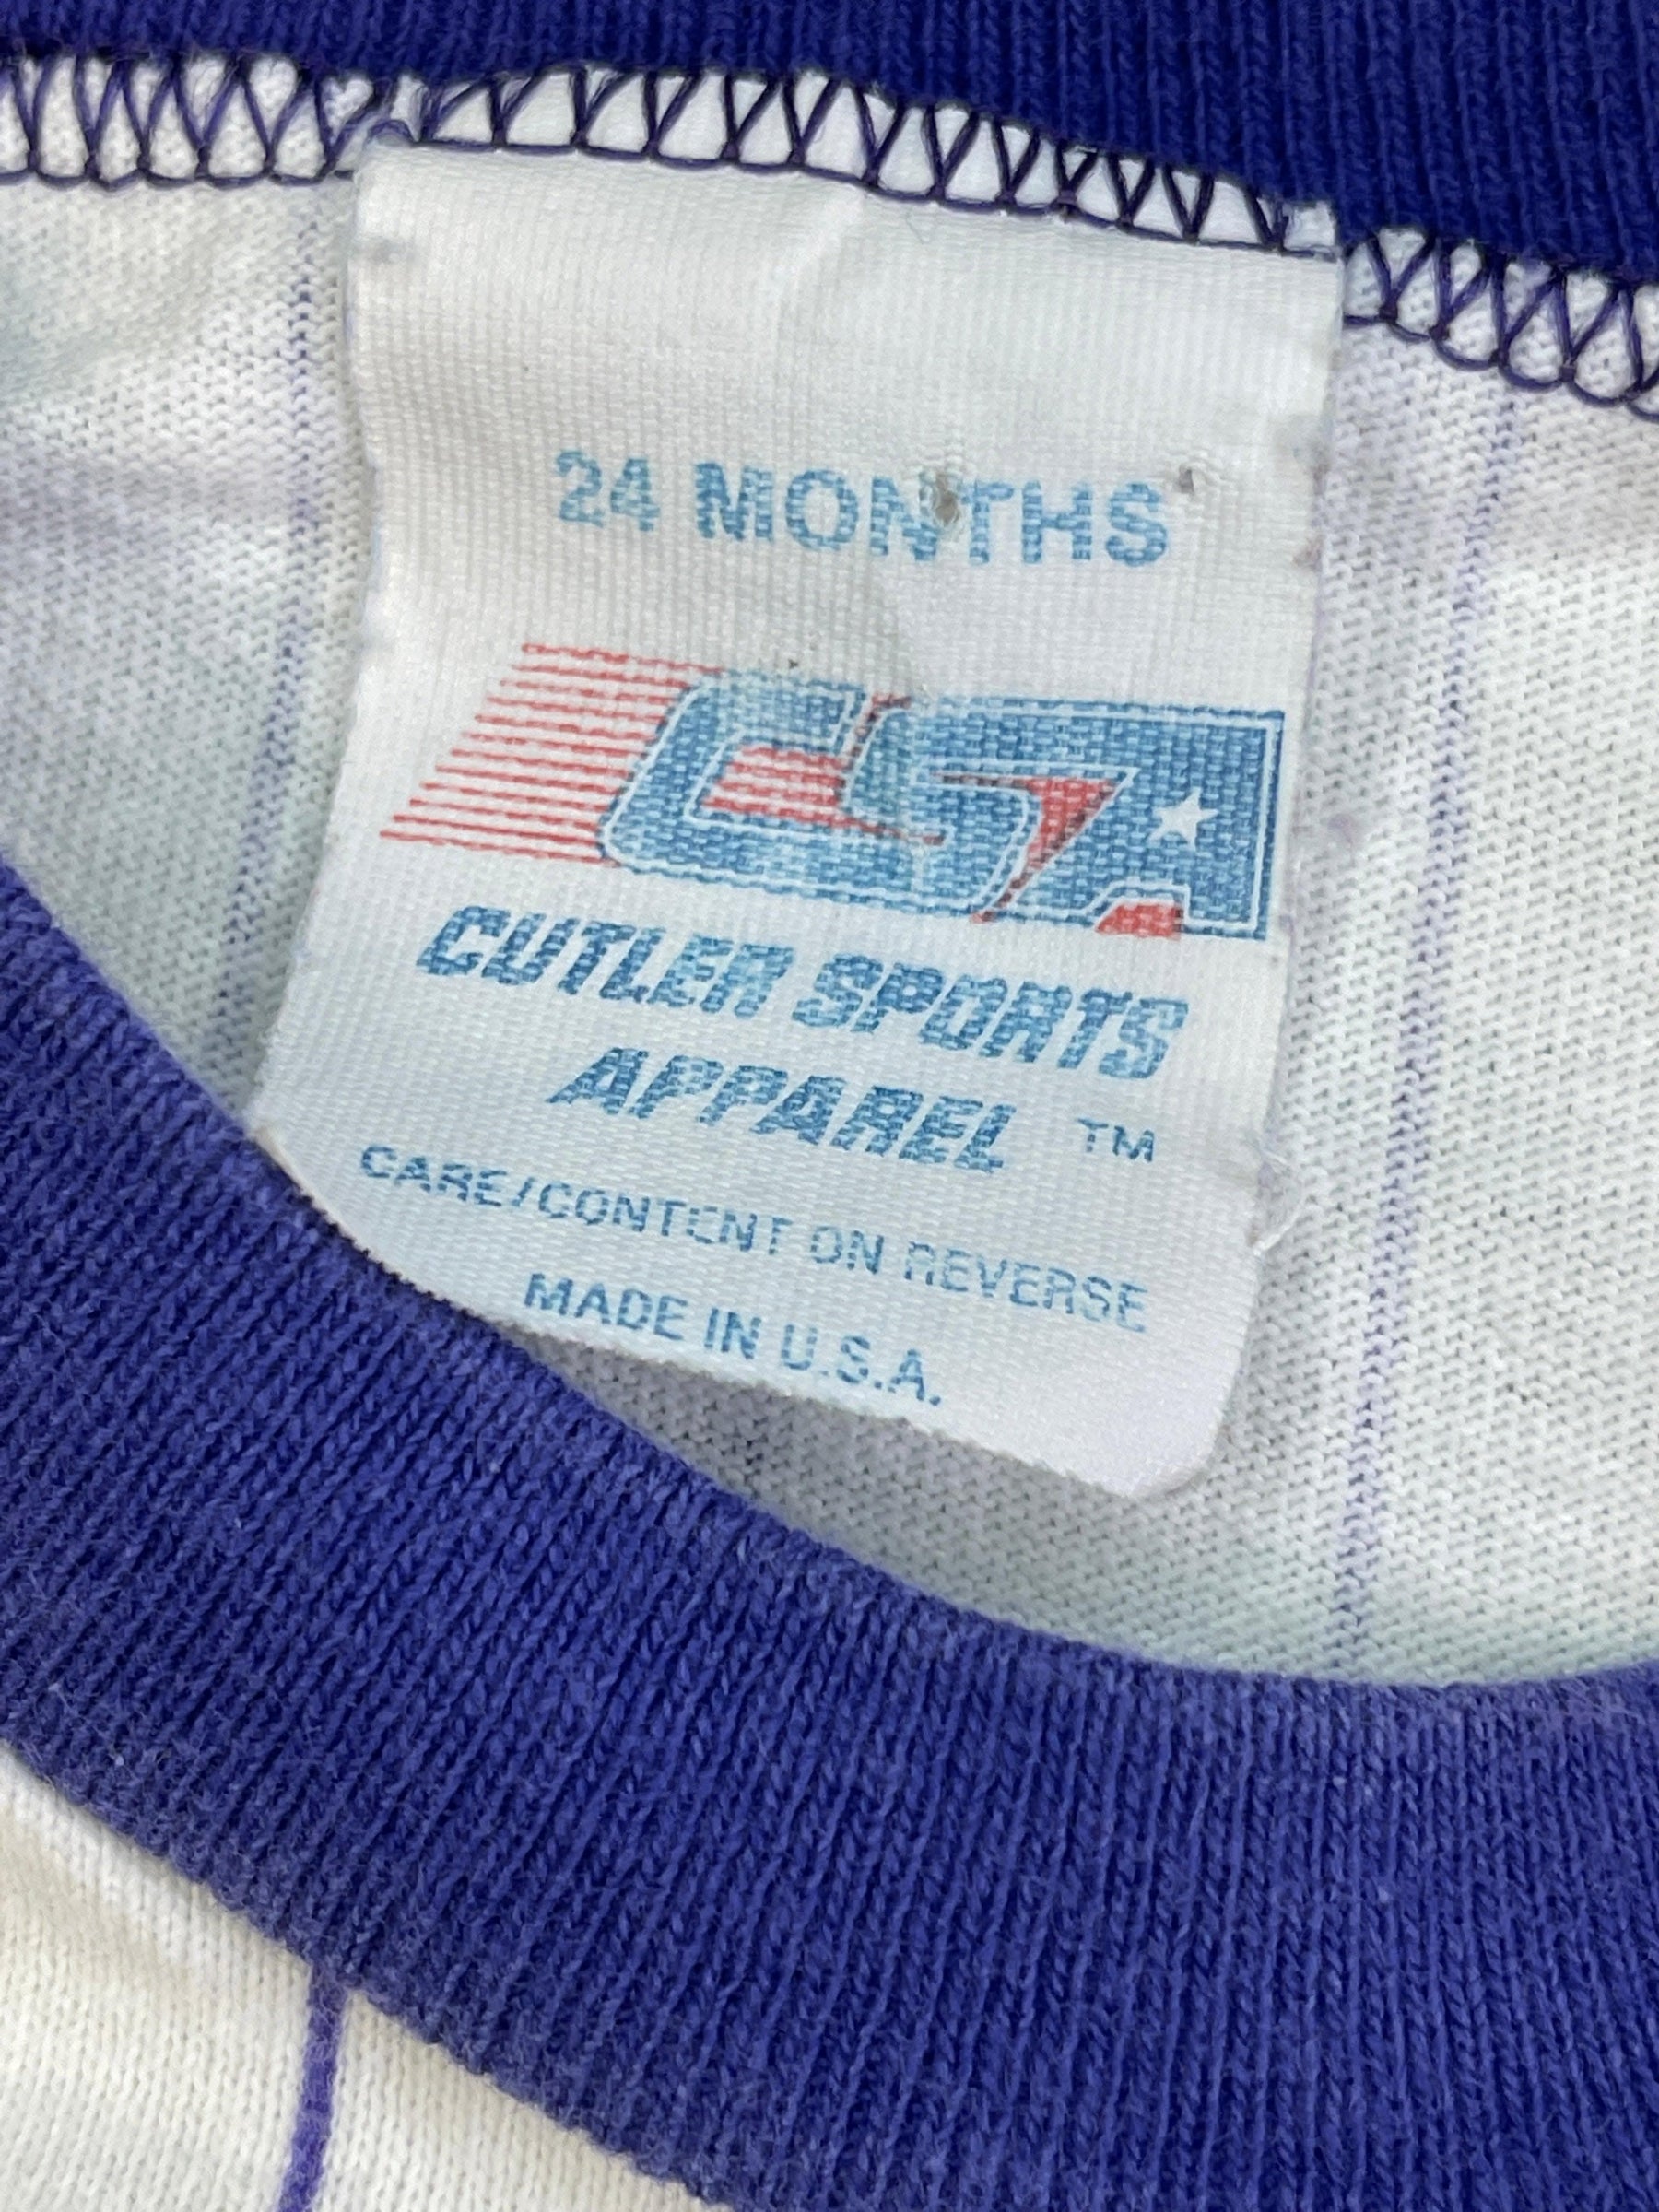 24 MONTHS
CSA
CUTLER SPORTS
APPAREL TM
CARE/CONTENT ON REVERSE
MADE IN U.S.A.